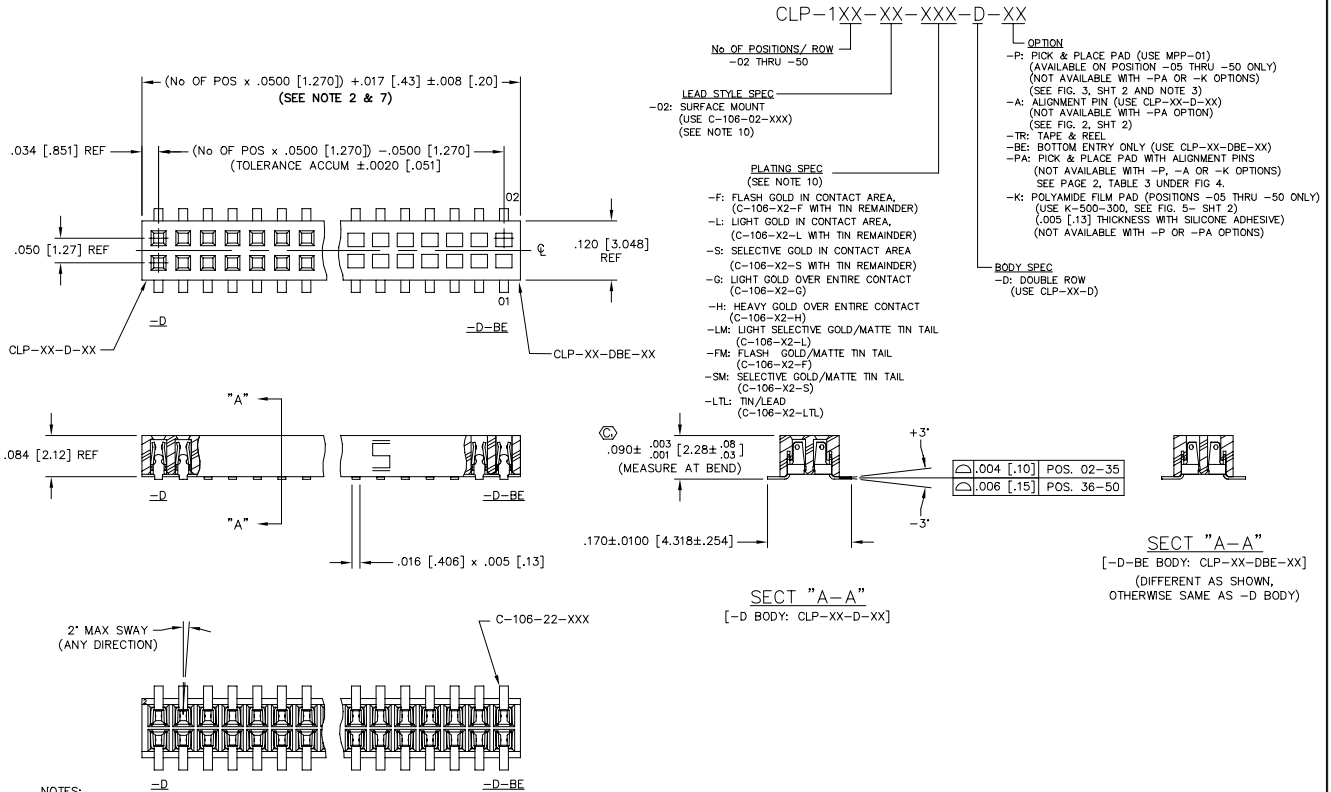 CLP-1XX-XX-XXX-D-XX
No OF POSITIONS/ ROW
-02 THRU -50
LEAD STYLE SPEC
-02: SURFACE MOUNT
(USE C-106-02-XXX)
(SEE NOTE 10)
PLATING SPEC
(SEE NOTE 10)
-F: FLASH GOLD IN CONTACT AREA,
(C-106-X2-F WITH TIN REMAINDER)
-L: LIGHT GOLD IN CONTACT AREA,
(C-106-X2-L WITH TIN REMAINDER)
-S: SELECTIVE GOLD IN CONTACT AREA
(C-106-X2-S WITH TIN REMAINDER)
-G: LIGHT GOLD OVER ENTIRE CONTACT
(C-106-X2-G)
-H: HEAVY GOLD OVER ENTIRE CONTACT
(C-106-X2-H)
-LM: LIGHT SELECTIVE GOLD/MATTE TIN TAIL
(C-106-X2-L)
-FM: FLASH GOLD/MATTE TIN TAIL
(C-106-X2-F)
-SM: SELECTIVE GOLD/MATTE TIN TAIL
(C-106-X2-S)
-LTL: TIN/LEAD
(C-106-X2-LTL)
OPTION
-P: PICK & PLACE PAD (USE MPP-01)
(AVAILABLE ON POSITION -05 THRU -50 ONLY)
(NOT AVAILABLE WITH -PA OR -K OPTIONS)
(SEE FIG. 3, SHT 2 AND NOTE 3)
-A: ALIGNMENT PIN (USE CLP-XX-D-XX)
(NOT AVAILABLE WITH -PA OPTION)
(SEE FIG. 2, SHT 2)
-TR: TAPE & REEL
-BE: BOTTOM ENTRY ONLY (USE CLP-XX-DBE-XX)
-PA: PICK & PLACE PAD WITH ALIGNMENT PINS
(NOT AVAILABLE WITH -P, -A OR -K OPTIONS)
SEE PAGE 2, TABLE 3 UNDER FIG 4.
-K: POLYAMIDE FILM PAD (POSITIONS -05 THRU -50 ONLY)
(USE K-500-300, SEE FIG. 5- SHT 2)
(.005 [.13] THICKNESS WITH SILICONE ADHESIVE)
(NOT AVAILABLE WITH -P OR -PA OPTIONS)
BODY SPEC
-D: DOUBLE ROW
(USE CLP-XX-D)
(No OF POS x .0500 [1.270]) +.017 [.43] ±.008 [.20]
(SEE NOTE 2 & 7)
.034 [.851] REF
(No OF POS x .0500 [1.270]) -.0500 [1.270]
(TOLERANCE ACCUM ±.0020 [.051]
02
.050 [1.27] REF
.120 [3.048]
REF
℄
01
-D
-D-BE
CLP-XX-D-XX
CLP-XX-DBE-XX
"A"
.084 [2.12] REF
S
-D
-D-BE
"A"
.016 [.406] x .005 [.13]
C
.090± .003 .001 [2.28± .08 .03]
(MEASURE AT BEND)
+3°
.004 [.10] POS. 02-35
.006 [.15] POS. 36-50
-3°
.170±.0100 [4.318±.254]
SECT "A-A"
[-D BODY: CLP-XX-D-XX]
SECT "A-A"
[-D-BE BODY: CLP-XX-DBE-XX]
(DIFFERENT AS SHOWN,
OTHERWISE SAME AS -D BODY)
2° MAX SWAY
(ANY DIRECTION)
C-106-22-XXX
2
-D
-D-BE
NOTES: